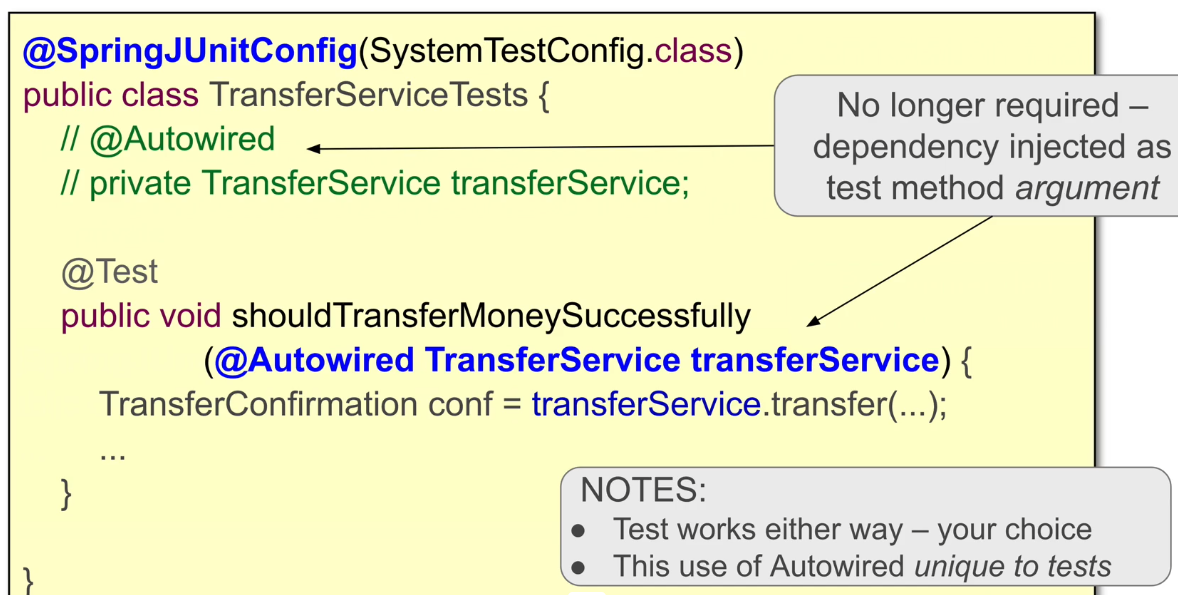 @SpringJUnitConfig(SystemTestConfig.class)
public class TransferServiceTests {
// @Autowired
// private TransferService transferService;
No longer required –
dependency injected as
test method argument
@Test
public void shouldTransferMoneySuccessfully
(@Autowired TransferService transferService) {
TransferConfirmation conf = transferService.transfer(...);
...
}
}
NOTES:
● Test works either way – your choice
● This use of Autowired unique to tests